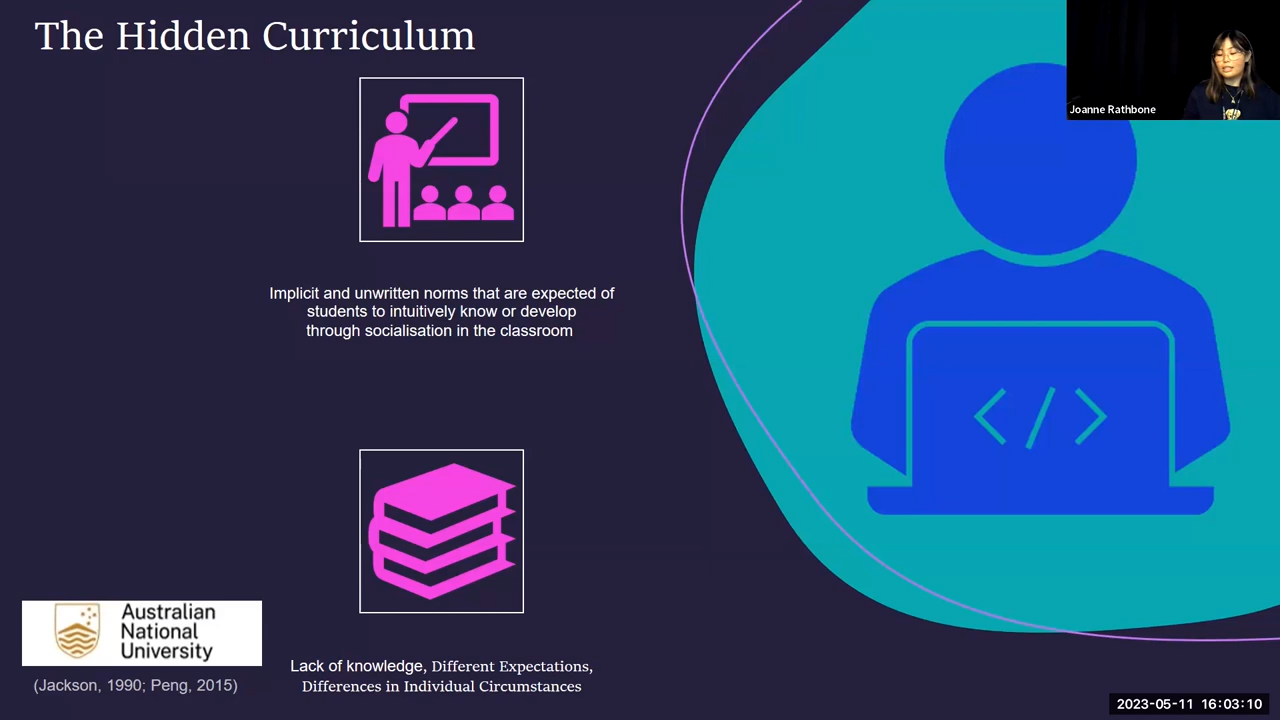 The Hidden Curriculum
Joanne Rathbone
Implicit and unwritten norms that are expected of
students to intuitively know or develop
through socialisation in the classroom
</>
Australian
National
University
Lack of knowledge, Different Expectations,
Differences in Individual Circumstances
(Jackson, 1990; Peng, 2015)
2023-05-11 16:03:10